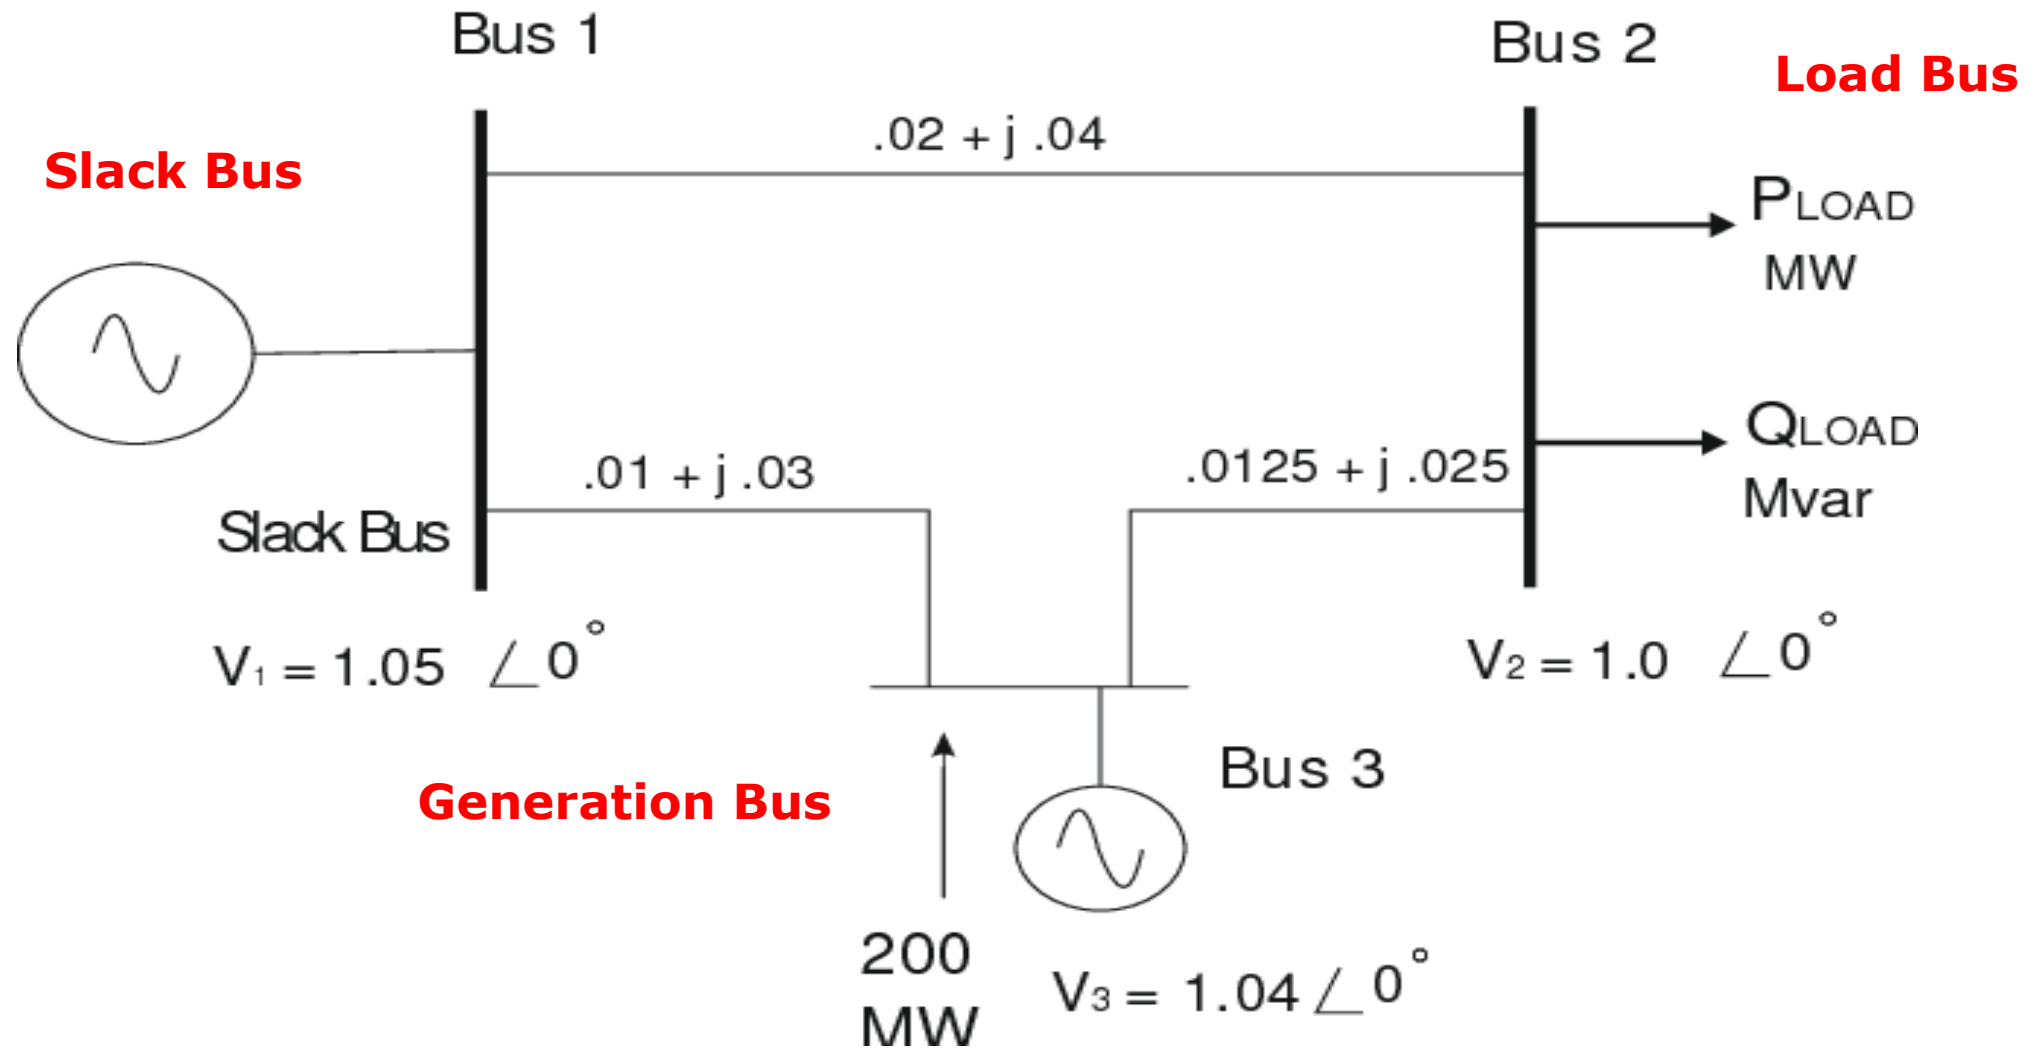 Bus 1
Bus 2
Load Bus
.02 + j .04
Slack Bus
PLOAD
MW
.01 + j .03
.0125 + j .025
QLOAD
Mvar
Slack Bus
V1 = 1.05 ∠0°
V2 = 1.0 ∠0°
Generation Bus
Bus 3
200
MW
V3 = 1.04 ∠0°